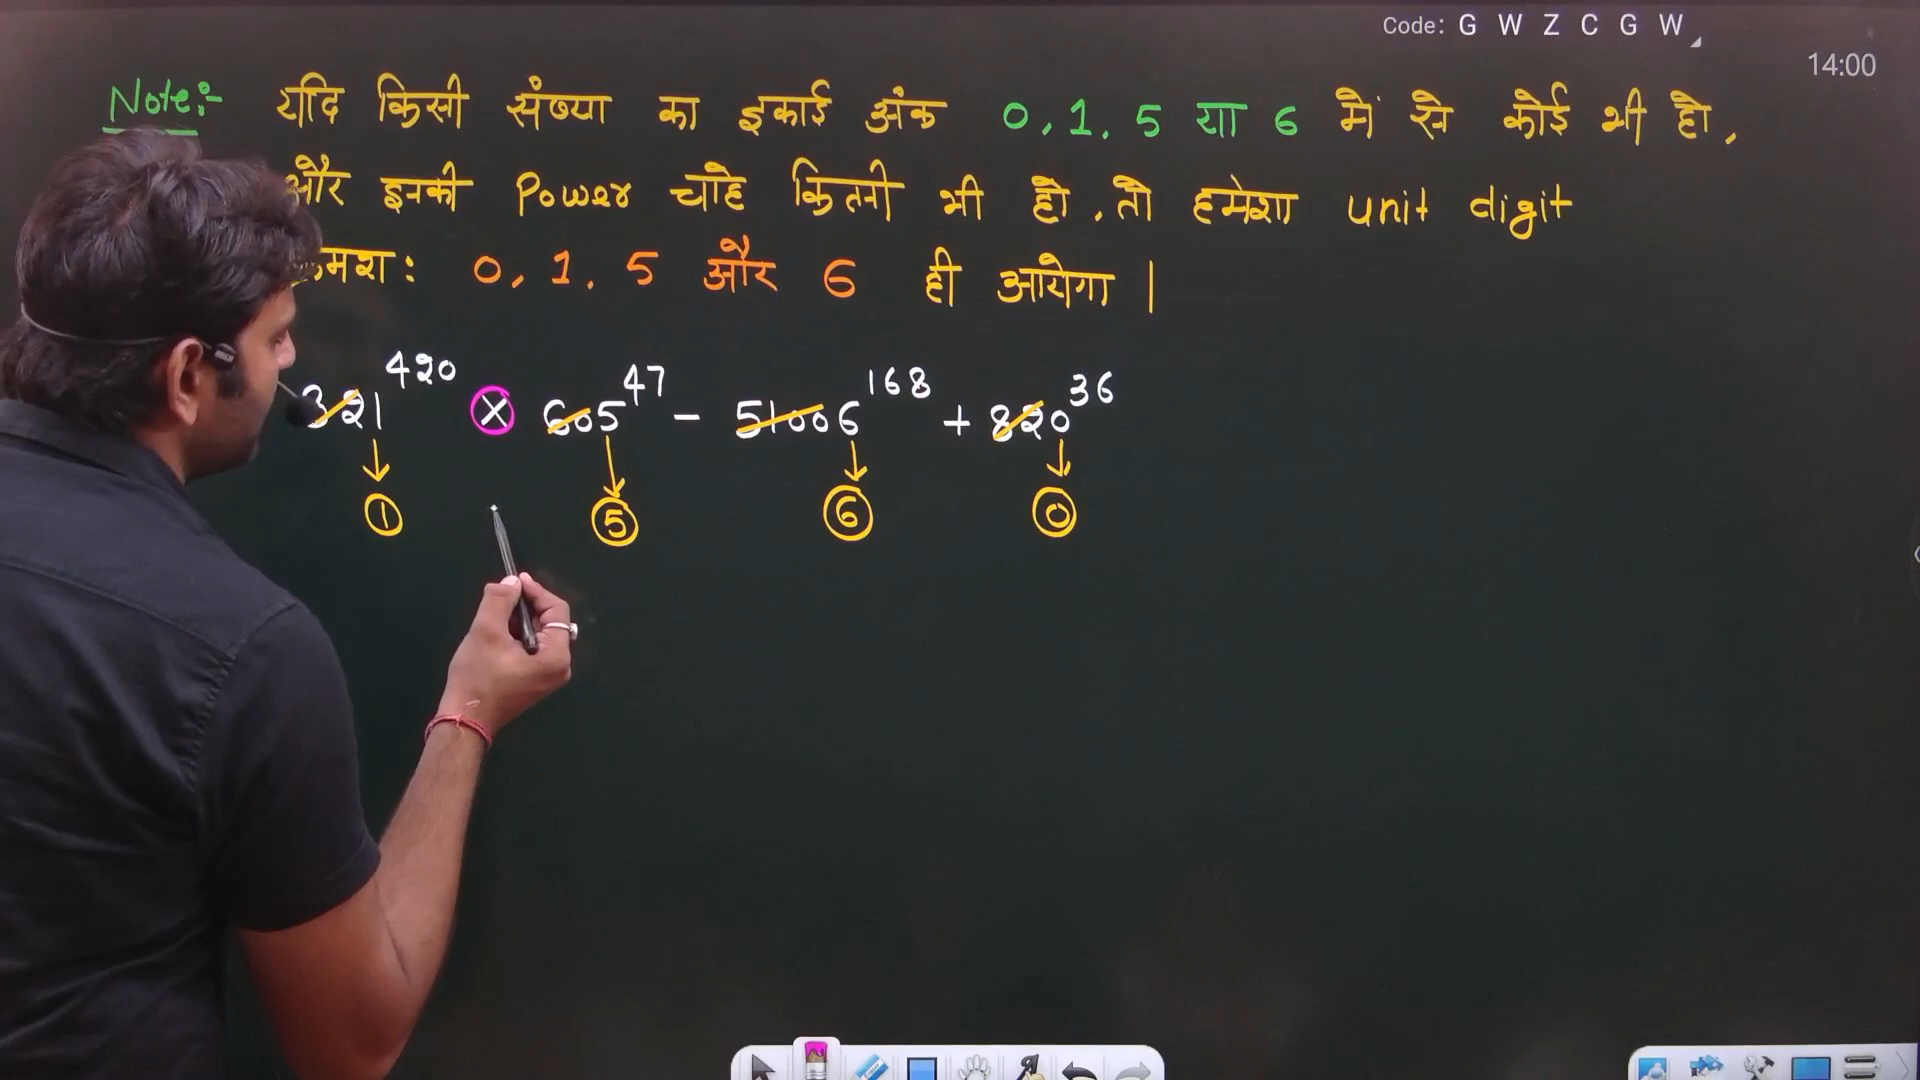 Code: G W Z C G W
14:00
Note:- यदि किसी संख्या का इकाई अंक 0, 1, 5 या 6 में से कोई भी हो,
और इनकी Power चाहे कितनी भी हो, तो हमेशा unit digit
क्रमश: 0, 1, 5 और 6 ही आयेगा |
321^420 × 605^47 - 51006^168 + 820^36
1 5 6 0